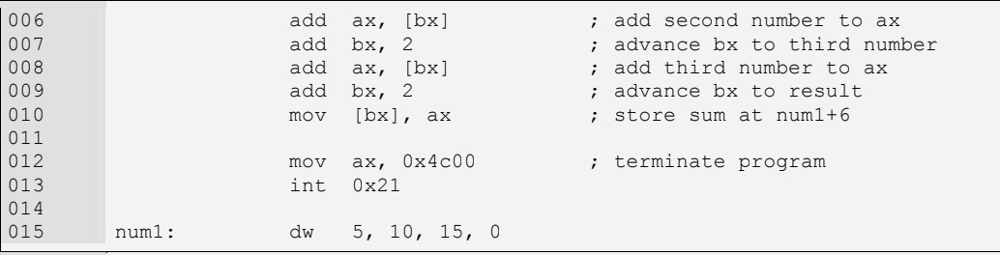 006 add ax, [bx] ; add second number to ax
007 add bx, 2 ; advance bx to third number
008 add ax, [bx] ; add third number to ax
009 add bx, 2 ; advance bx to result
010 mov [bx], ax ; store sum at num1+6
011
012 mov ax, 0x4c00 ; terminate program
013 int 0x21
014
015 num1: dw 5, 10, 15, 0